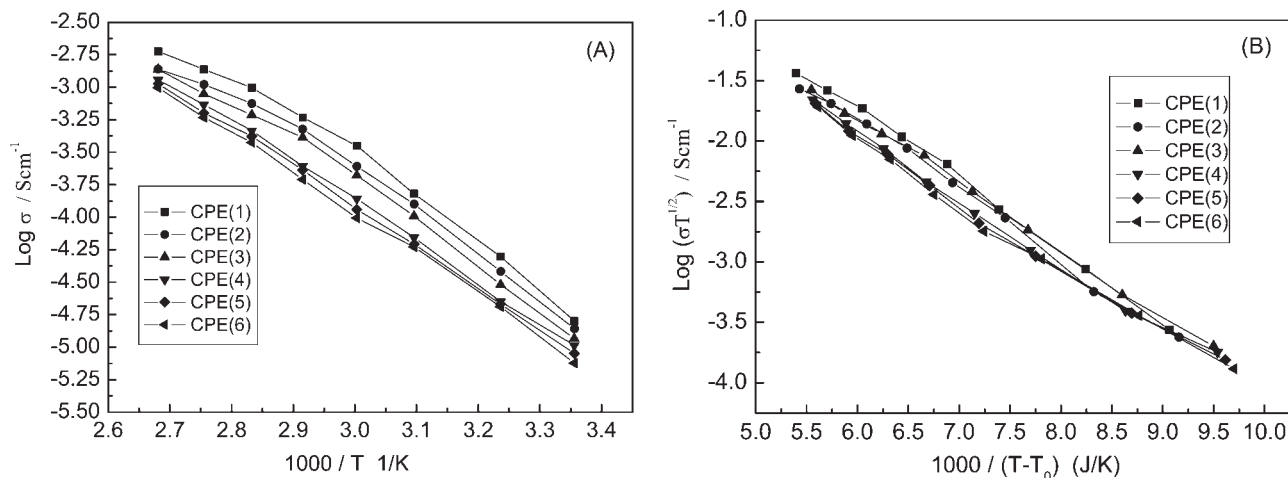 -2.50
-2.75
-3.00
-3.25
-3.50
-3.75
-4.00
-4.25
-4.50
-4.75
-5.00
-5.25
-5.50
Log σ / Scm⁻¹
(A)
CPE(1)
CPE(2)
CPE(3)
CPE(4)
CPE(5)
CPE(6)
2.6 2.7 2.8 2.9 3.0 3.1 3.2 3.3 3.4
1000 / T 1/K
-1.0
-1.5
-2.0
-2.5
-3.0
-3.5
-4.0
Log (σT^1/2) / Scm⁻¹
(B)
CPE(1)
CPE(2)
CPE(3)
CPE(4)
CPE(5)
CPE(6)
5.0 5.5 6.0 6.5 7.0 7.5 8.0 8.5 9.0 9.5 10.0
1000 / (T-T₀) (J/K)